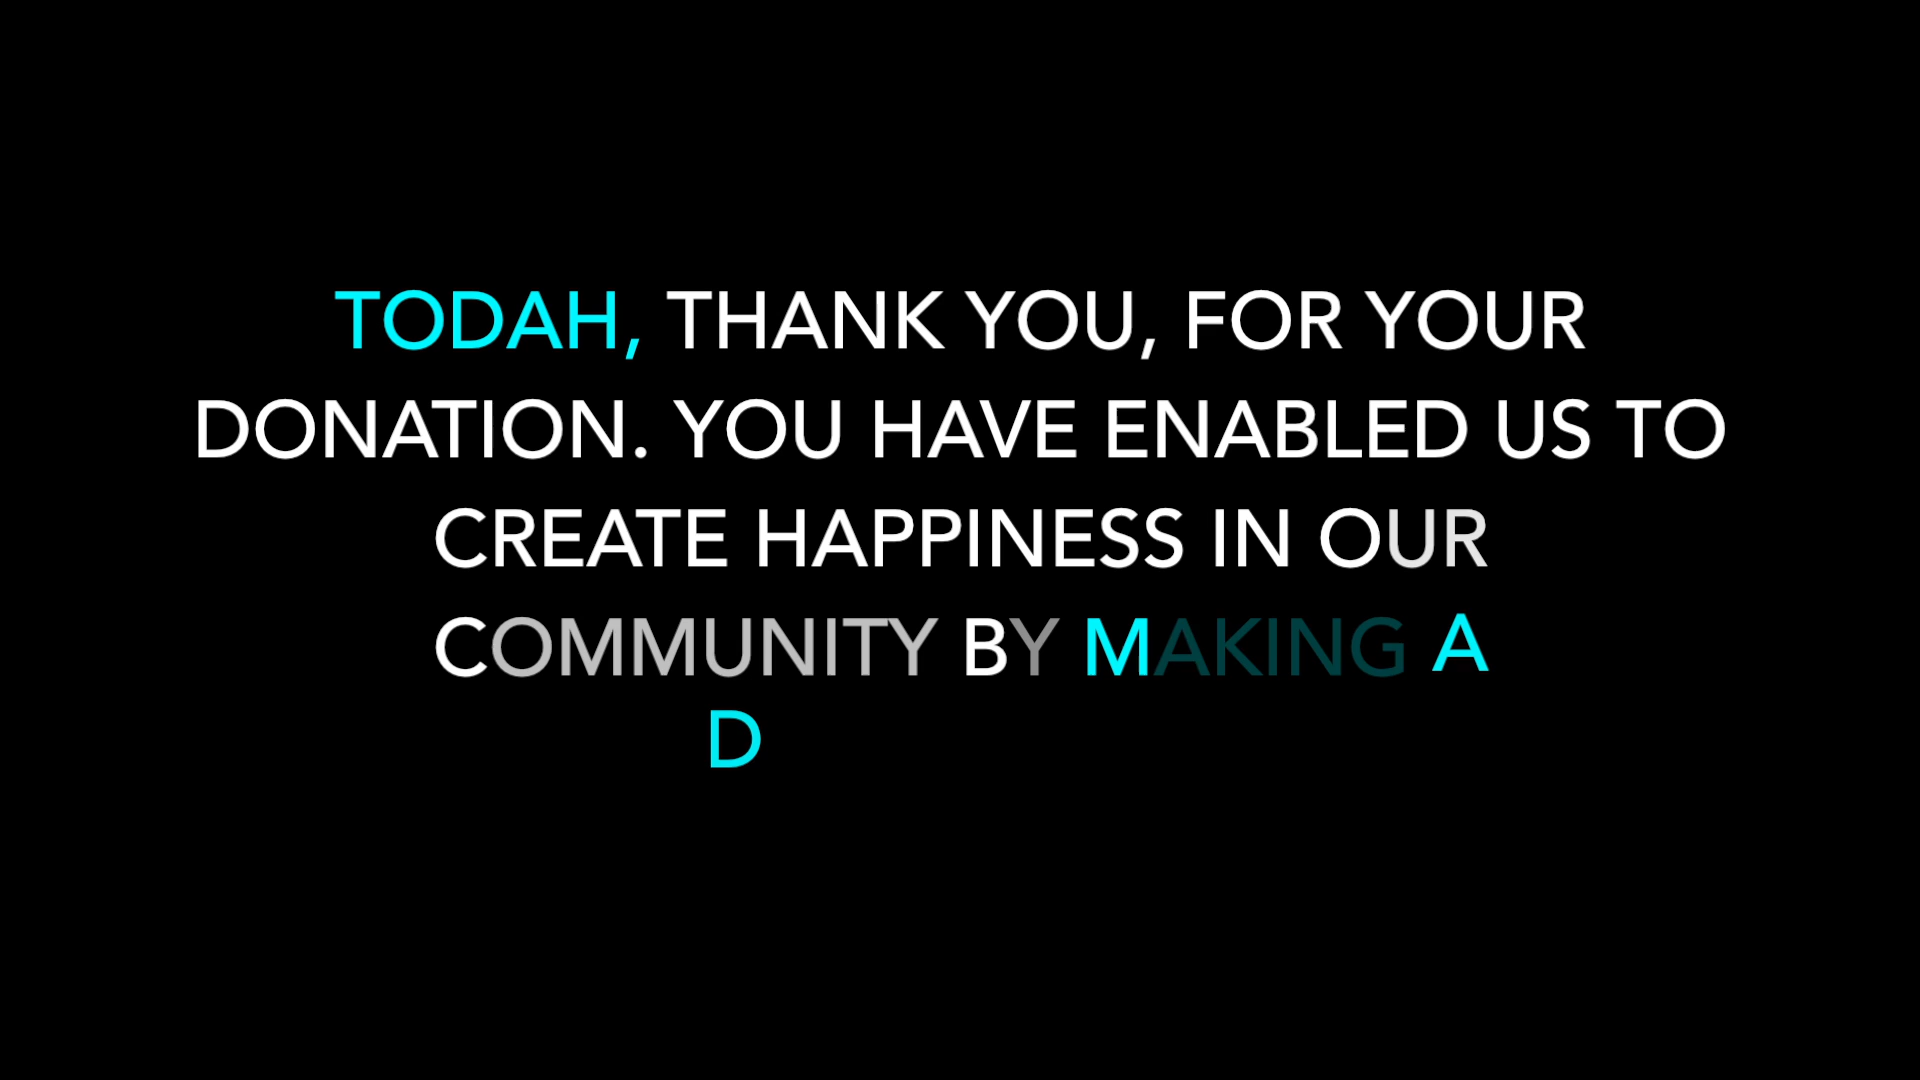 TODAH, THANK YOU, FOR YOUR
DONATION. YOU HAVE ENABLED US TO
CREATE HAPPINESS IN OUR
COMMUNITY BY MAKING A
D